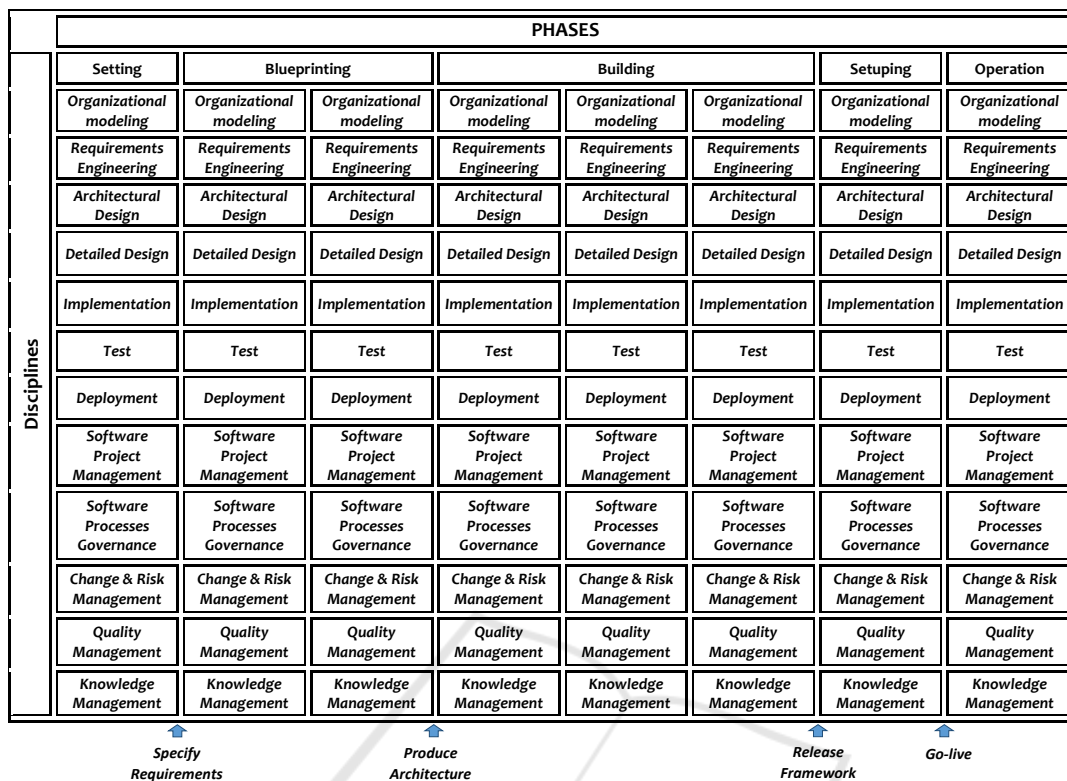 PHASES
Setting Blueprinting Building Setuping Operation
Disciplines
Organizational Organizational Organizational Organizational Organizational Organizational Organizational Organizational
modeling modeling modeling modeling modeling modeling modeling modeling
Requirements Requirements Requirements Requirements Requirements Requirements Requirements Requirements
Engineering Engineering Engineering Engineering Engineering Engineering Engineering Engineering
Architectural Architectural Architectural Architectural Architectural Architectural Architectural Architectural
Design Design Design Design Design Design Design Design
Detailed Design Detailed Design Detailed Design Detailed Design Detailed Design Detailed Design Detailed Design Detailed Design
Implementation Implementation Implementation Implementation Implementation Implementation Implementation Implementation
Test Test Test Test Test Test Test Test
Deployment Deployment Deployment Deployment Deployment Deployment Deployment Deployment
Software Software Software Software Software Software Software Software
Project Project Project Project Project Project Project Project
Management Management Management Management Management Management Management Management
Software Software Software Software Software Software Software Software
Processes Processes Processes Processes Processes Processes Processes Processes
Governance Governance Governance Governance Governance Governance Governance Governance
Change & Risk Change & Risk Change & Risk Change & Risk Change & Risk Change & Risk Change & Risk Change & Risk
Management Management Management Management Management Management Management Management
Quality Quality Quality Quality Quality Quality Quality Quality
Management Management Management Management Management Management Management Management
Knowledge Knowledge Knowledge Knowledge Knowledge Knowledge Knowledge Knowledge
Management Management Management Management Management Management Management Management
Specify Produce Release Go-live
Requirements Architecture Framework